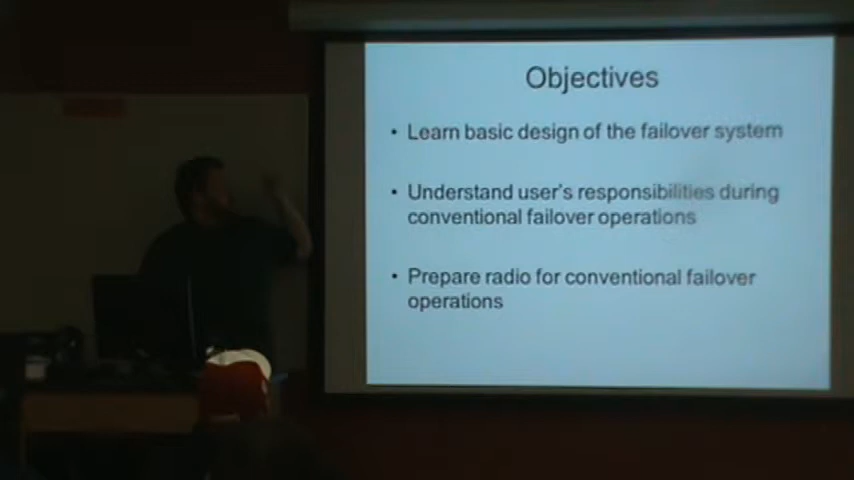 Objectives
• Learn basic design of the failover system
• Understand user's responsibilities during
conventional failover operations
• Prepare radio for conventional failover
operations